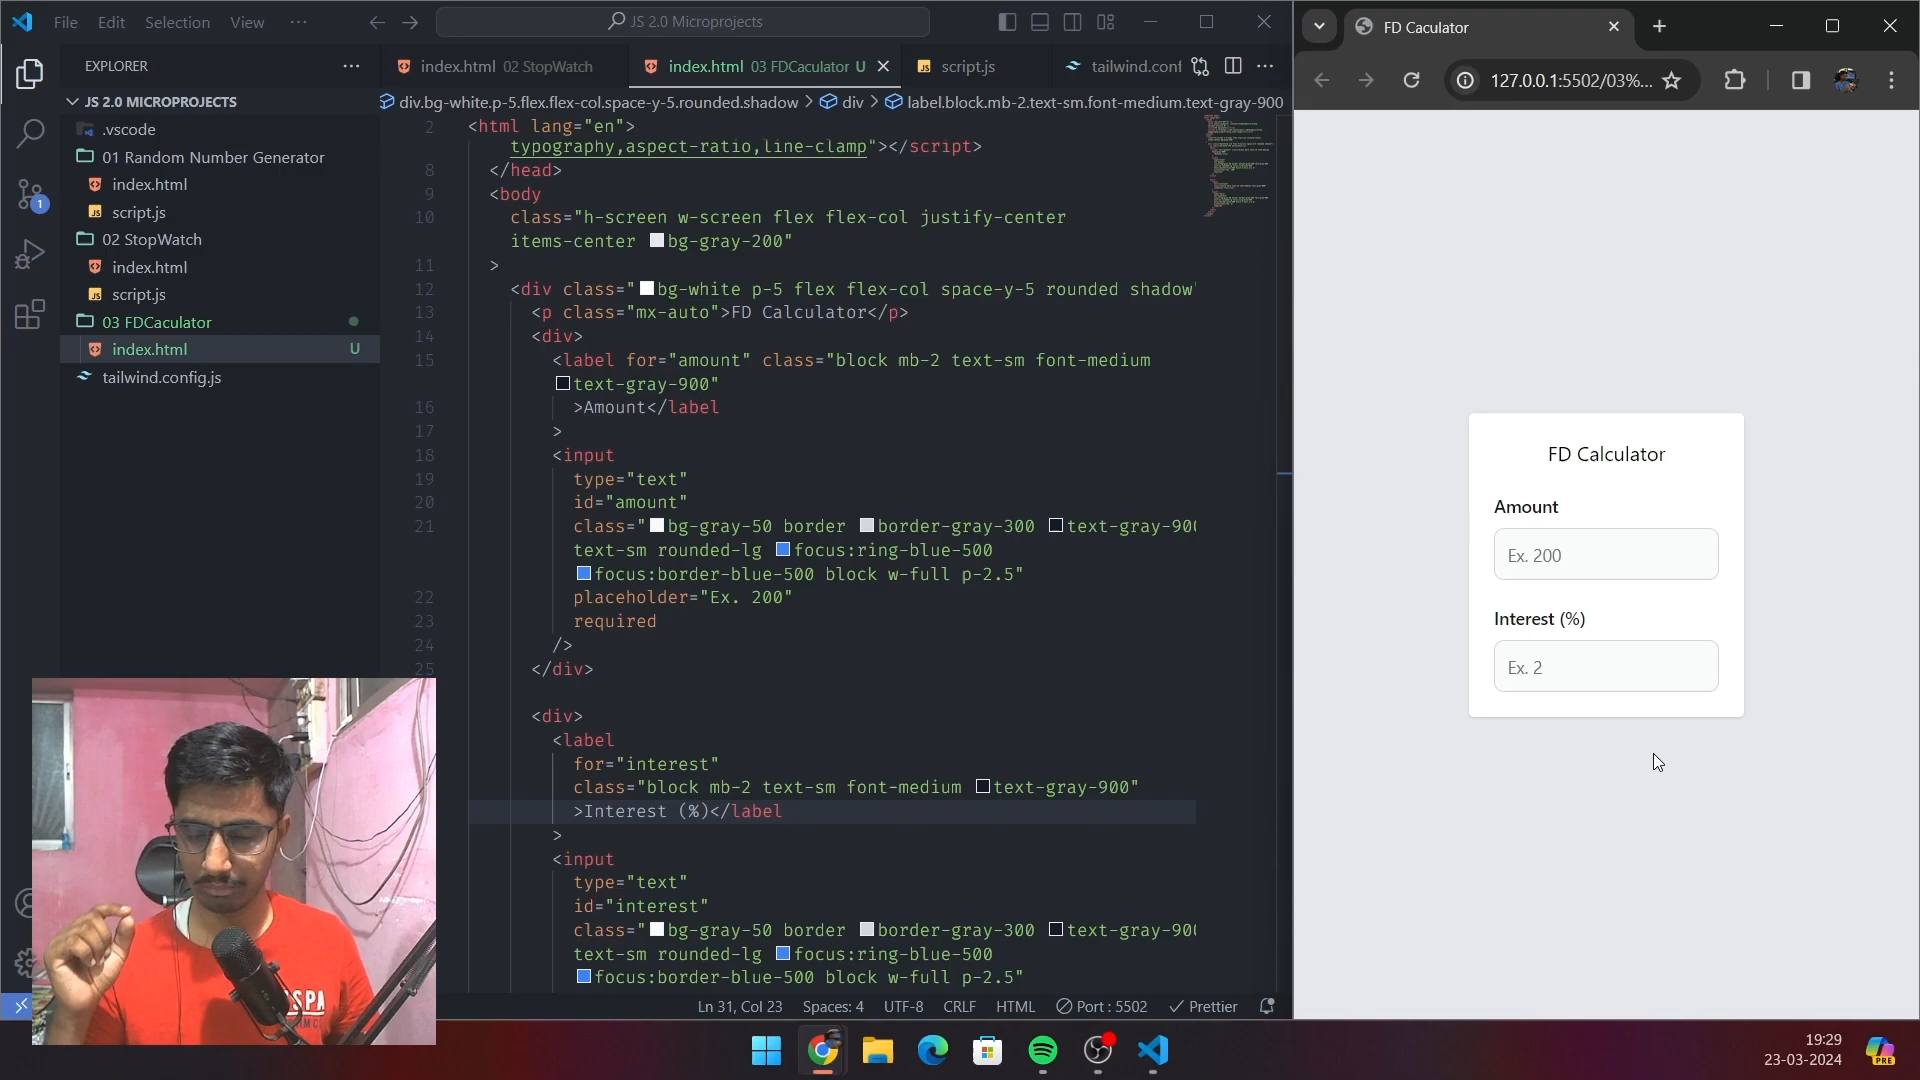 File Edit Selection View ···
JS 2.0 Microprojects
EXPLORER
JS 2.0 MICROPROJECTS
.vscode
01 Random Number Generator
index.html
script.js
02 StopWatch
index.html
script.js
03 FDCaculator
index.html U
tailwind.config.js
1
index.html 02 StopWatch
index.html 03 FDCaculator U
script.js
tailwind.conf
div.bg-white.p-5.flex.flex-col.space-y-5.rounded.shadow > div > label.block.mb-2.text-sm.font-medium.text-gray-900
2 <html lang="en">
typography,aspect-ratio,line-clamp"></script>
8 </head>
9 <body
10 class="h-screen w-screen flex flex-col justify-center
items-center bg-gray-200"
11 >
12 <div class="bg-white p-5 flex flex-col space-y-5 rounded shadow"
13 <p class="mx-auto">FD Calculator</p>
14 <div>
15 <label for="amount" class="block mb-2 text-sm font-medium
text-gray-900"
16 >Amount</label
17 >
18 <input
19 type="text"
20 id="amount"
21 class="bg-gray-50 border border-gray-300 text-gray-900
text-sm rounded-lg focus:ring-blue-500
focus:border-blue-500 block w-full p-2.5"
22 placeholder="Ex. 200"
23 required
24 />
25 </div>
<div>
<label
for="interest"
class="block mb-2 text-sm font-medium text-gray-900"
>Interest (%)</label
>
<input
type="text"
id="interest"
class="bg-gray-50 border border-gray-300 text-gray-900
text-sm rounded-lg focus:ring-blue-500
focus:border-blue-500 block w-full p-2.5"
Ln 31, Col 23 Spaces: 4 UTF-8 CRLF HTML Port : 5502 Prettier
FD Caculator
127.0.0.1:5502/03%...
FD Calculator
Amount
Ex. 200
Interest (%)
Ex. 2
19:29
23-03-2024
PRE